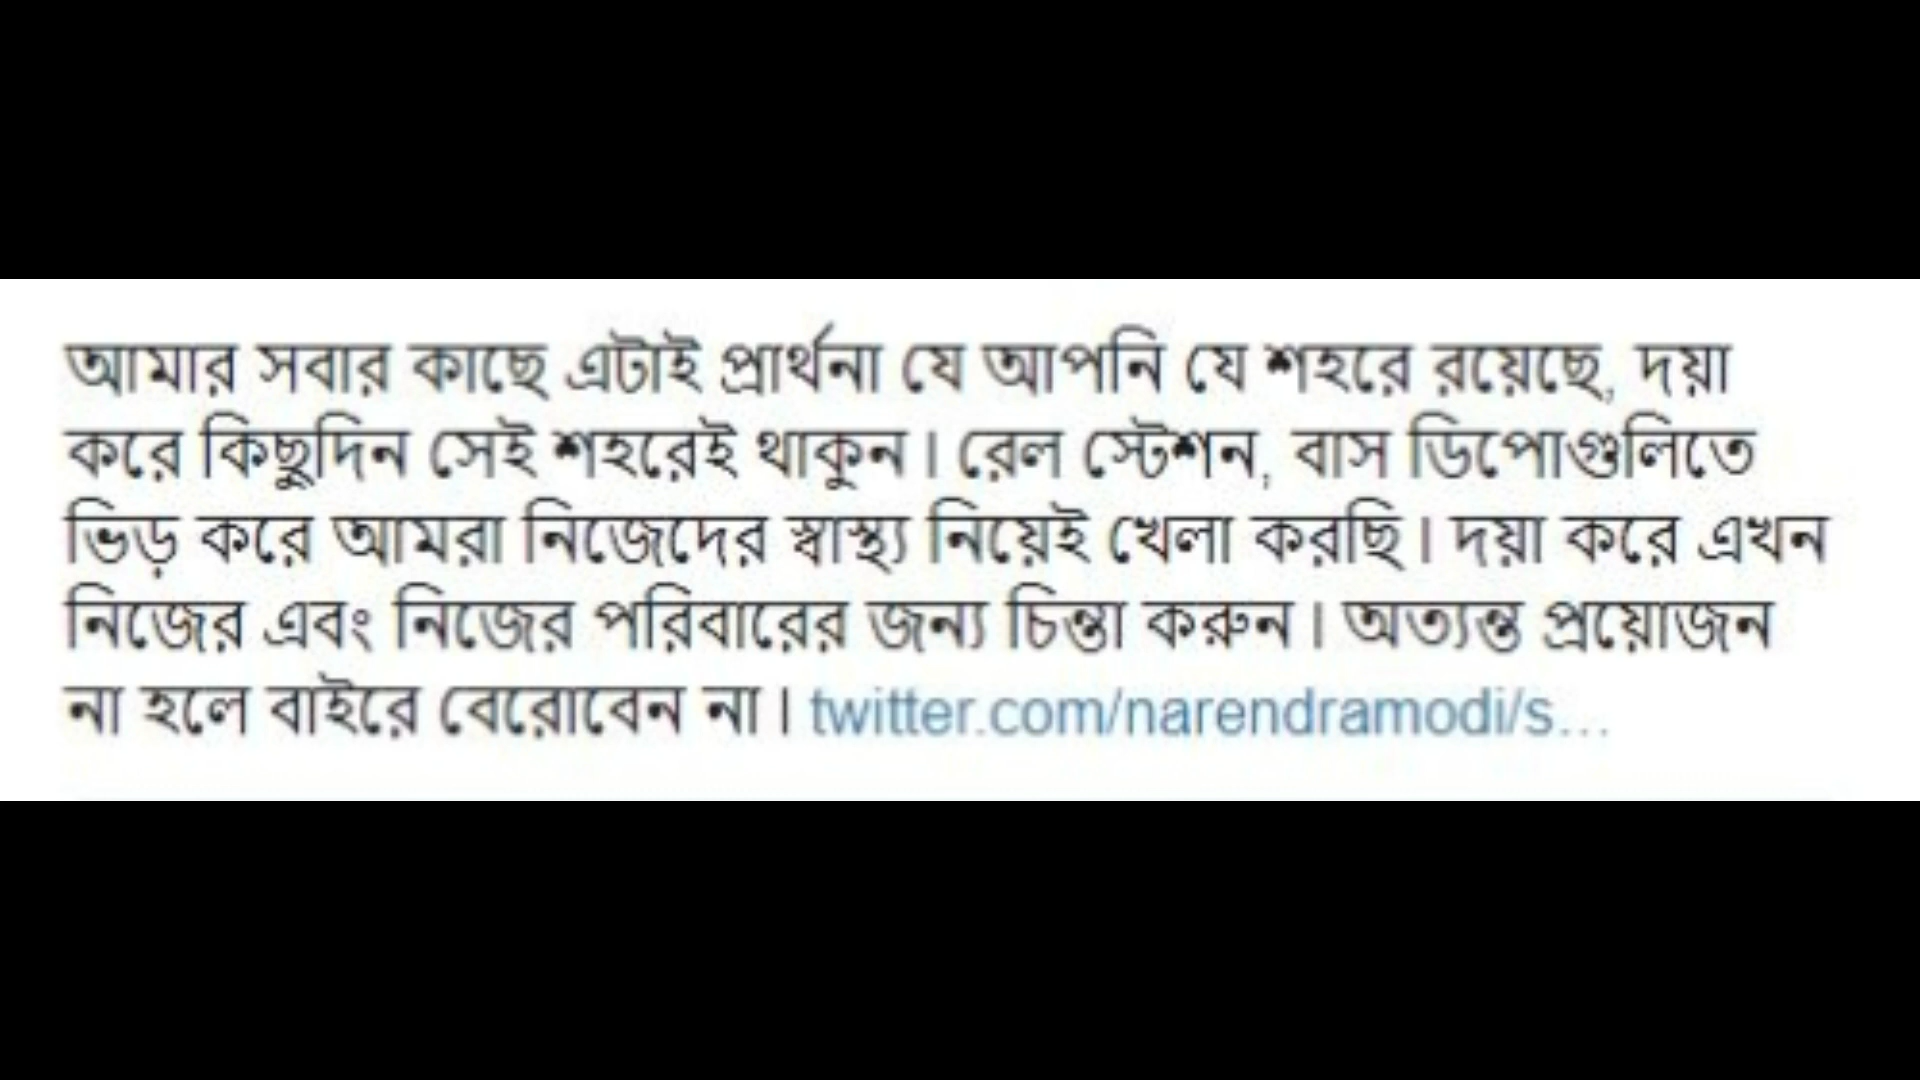 আমার সবার কাছে এটাই প্রার্থনা যে আপনি যে শহরে রয়েছে, দয়া
করে কিছুদিন সেই শহরেই থাকুন। রেল স্টেশন, বাস ডিপোগুলিতে
ভিড় করে আমরা নিজেদের স্বাস্থ্য নিয়েই খেলা করছি। দয়া করে এখন
নিজের এবং নিজের পরিবারের জন্য চিন্তা করুন। অত্যন্ত প্রয়োজন
না হলে বাইরে বেরোবেন না। twitter.com/narendramodi/s...